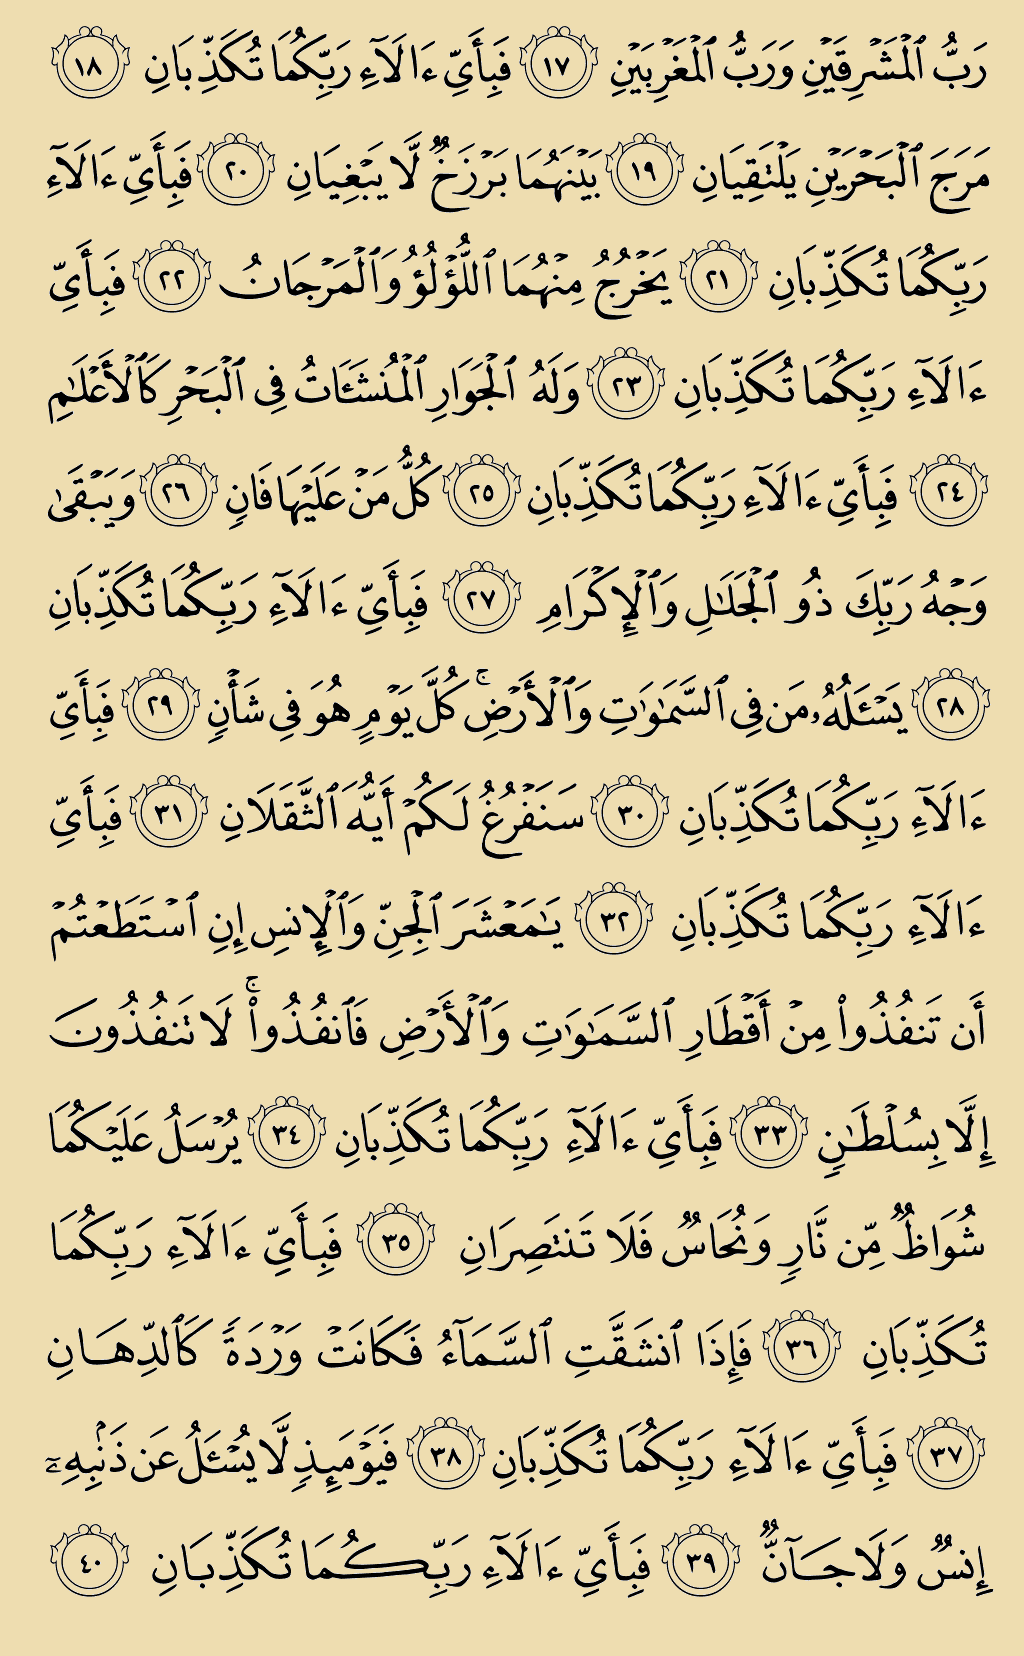 رَبُّ ٱلْمَشْرِقَيْنِ وَرَبُّ ٱلْمَغْرِبَيْنِ ١٧ فَبِأَيِّ ءَالَآءِ رَبِّكُمَا تُكَذِّبَانِ ١٨
مَرَجَ ٱلْبَحْرَيْنِ يَلْتَقِيَانِ ١٩ بَيْنَهُمَا بَرْزَخٌ لَّا يَبْغِيَانِ ٢٠ فَبِأَيِّ ءَالَآءِ
رَبِّكُمَا تُكَذِّبَانِ ٢١ يَخْرُجُ مِنْهُمَا ٱللُّؤْلُؤُ وَٱلْمَرْجَانُ ٢٢ فَبِأَيِّ
ءَالَآءِ رَبِّكُمَا تُكَذِّبَانِ ٢٣ وَلَهُ ٱلْجَوَارِ ٱلْمُنشَـَٔاتُ فِي ٱلْبَحْرِ كَٱلْأَعْلَٰمِ
٢٤ فَبِأَيِّ ءَالَآءِ رَبِّكُمَا تُكَذِّبَانِ ٢٥ كُلُّ مَنْ عَلَيْهَا فَانٍ ٢٦ وَيَبْقَىٰ
وَجْهُ رَبِّكَ ذُو ٱلْجَلَٰلِ وَٱلْإِكْرَامِ ٢٧ فَبِأَيِّ ءَالَآءِ رَبِّكُمَا تُكَذِّبَانِ
٢٨ يَسْـَٔلُهُۥ مَن فِي ٱلسَّمَٰوَٰتِ وَٱلْأَرْضِۚ كُلَّ يَوْمٍ هُوَ فِي شَأْنٍ ٢٩ فَبِأَيِّ
ءَالَآءِ رَبِّكُمَا تُكَذِّبَانِ ٣٠ سَنَفْرُغُ لَكُمْ أَيُّهَ ٱلثَّقَلَانِ ٣١ فَبِأَيِّ
ءَالَآءِ رَبِّكُمَا تُكَذِّبَانِ ٣٢ يَٰمَعْشَرَ ٱلْجِنِّ وَٱلْإِنسِ إِنِ ٱسْتَطَعْتُمْ
أَن تَنفُذُوا۟ مِنْ أَقْطَارِ ٱلسَّمَٰوَٰتِ وَٱلْأَرْضِ فَٱنفُذُوا۟ۚ لَا تَنفُذُونَ
إِلَّا بِسُلْطَٰنٍ ٣٣ فَبِأَيِّ ءَالَآءِ رَبِّكُمَا تُكَذِّبَانِ ٣٤ يُرْسَلُ عَلَيْكُمَا
شُوَاظٌ مِّن نَّارٍ وَنُحَاسٌ فَلَا تَنتَصِرَانِ ٣٥ فَبِأَيِّ ءَالَآءِ رَبِّكُمَا
تُكَذِّبَانِ ٣٦ فَإِذَا ٱنشَقَّتِ ٱلسَّمَآءُ فَكَانَتْ وَرْدَةً كَٱلدِّهَانِ
٣٧ فَبِأَيِّ ءَالَآءِ رَبِّكُمَا تُكَذِّبَانِ ٣٨ فَيَوْمَئِذٍ لَّا يُسْـَٔلُ عَن ذَنۢبِهِۦٓ
إِنسٌ وَلَا جَآنٌّ ٣٩ فَبِأَيِّ ءَالَآءِ رَبِّكُمَا تُكَذِّبَانِ ٤٠